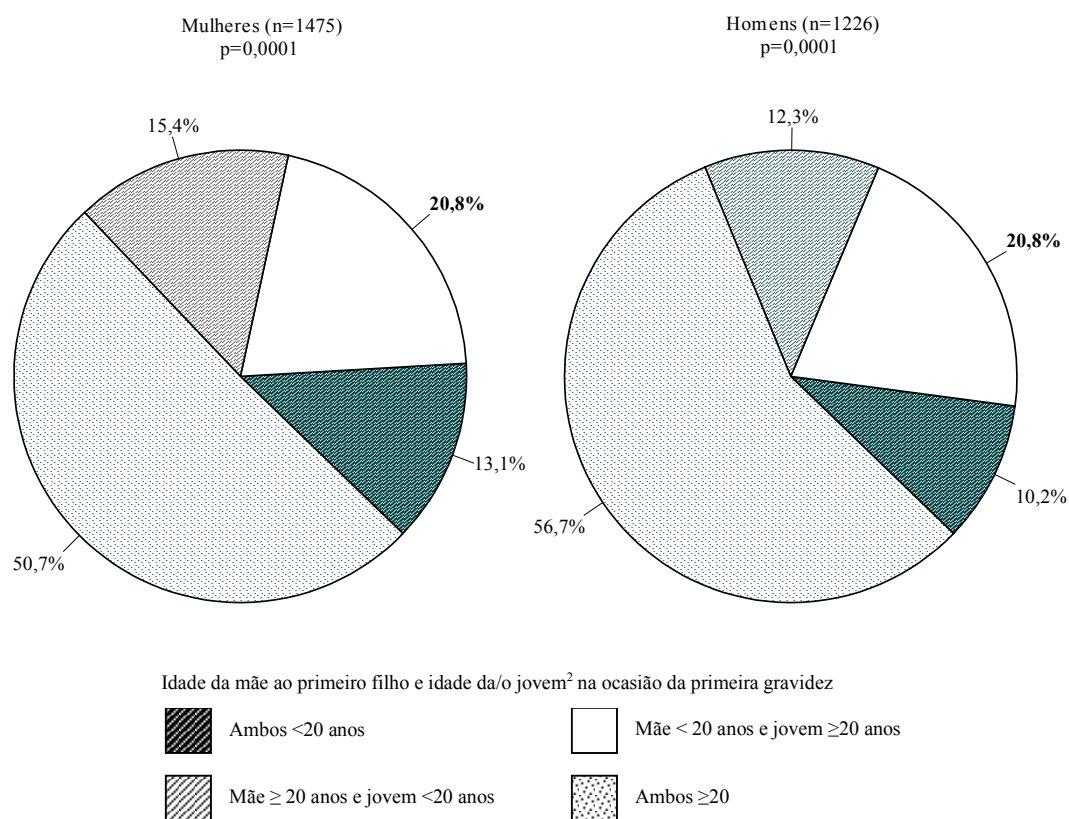 Mulheres (n=1475)
p=0,0001
15,4%
20,8%
13,1%
50,7%
Homens (n=1226)
p=0,0001
12,3%
20,8%
10,2%
56,7%
Idade da mãe ao primeiro filho e idade da/o jovem² na ocasião da primeira gravidez
Ambos <20 anos
Mãe < 20 anos e jovem ≥20 anos
Mãe ≥ 20 anos e jovem <20 anos
Ambos ≥20